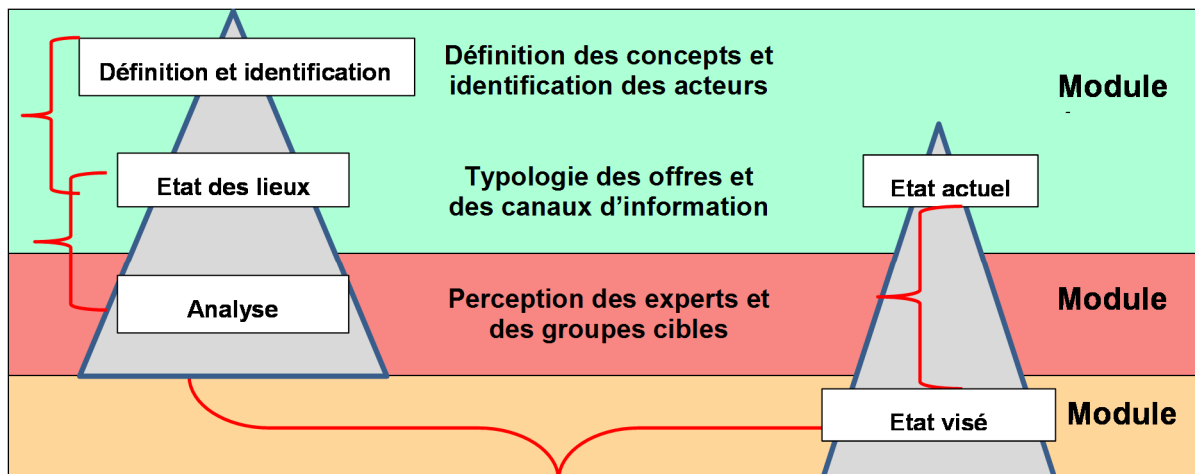 Définition et identification
Définition des concepts et
identification des acteurs
Module
Etat des lieux
Typologie des offres et
des canaux d'information
Etat actuel
Analyse
Perception des experts et
des groupes cibles
Module
Etat visé
Module